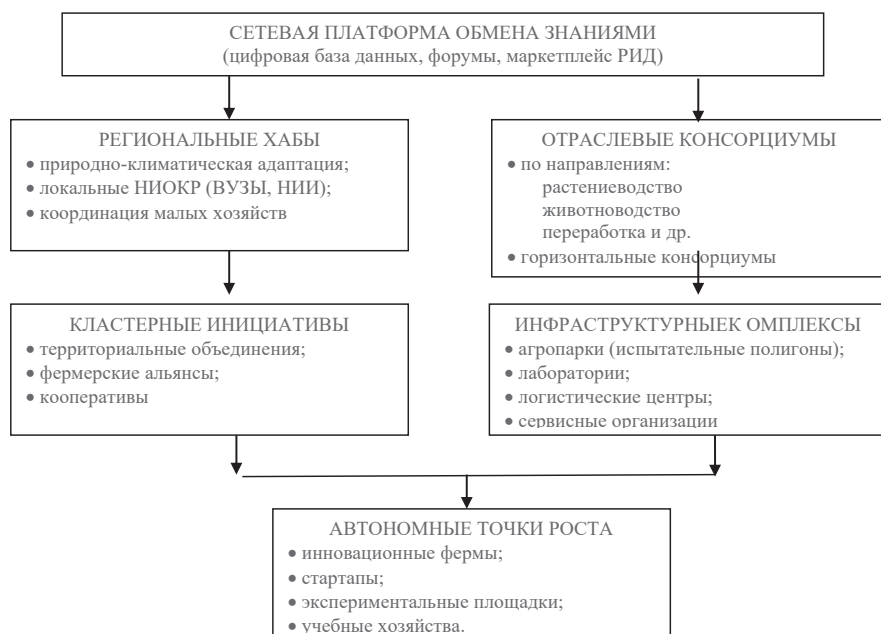 СЕТЕВАЯ ПЛАТФОРМА ОБМЕНА ЗНАНИЯМИ
(цифровая база данных, форумы, маркетплейс РИД)
РЕГИОНАЛЬНЫЕ ХАБЫ
• природно-климатическая адаптация;
• локальные НИОКР (ВУЗЫ, НИИ);
• координация малых хозяйств
ОТРАСЛЕВЫЕ КОНСОРЦИУМЫ
• по направлениям:
растениеводство
животноводство
переработка и др.
• горизонтальные консорциумы
КЛАСТЕРНЫЕ ИНИЦИАТИВЫ
• территориальные объединения;
• фермерские альянсы;
• кооперативы
ИНФРАСТРУКТУРНЫЕК ОМПЛЕКСЫ
• агропарки (испытательные полигоны);
• лаборатории;
• логистические центры;
• сервисные организации
АВТОНОМНЫЕ ТОЧКИ РОСТА
• инновационные фермы;
• стартапы;
• экспериментальные площадки;
• учебные хозяйства.